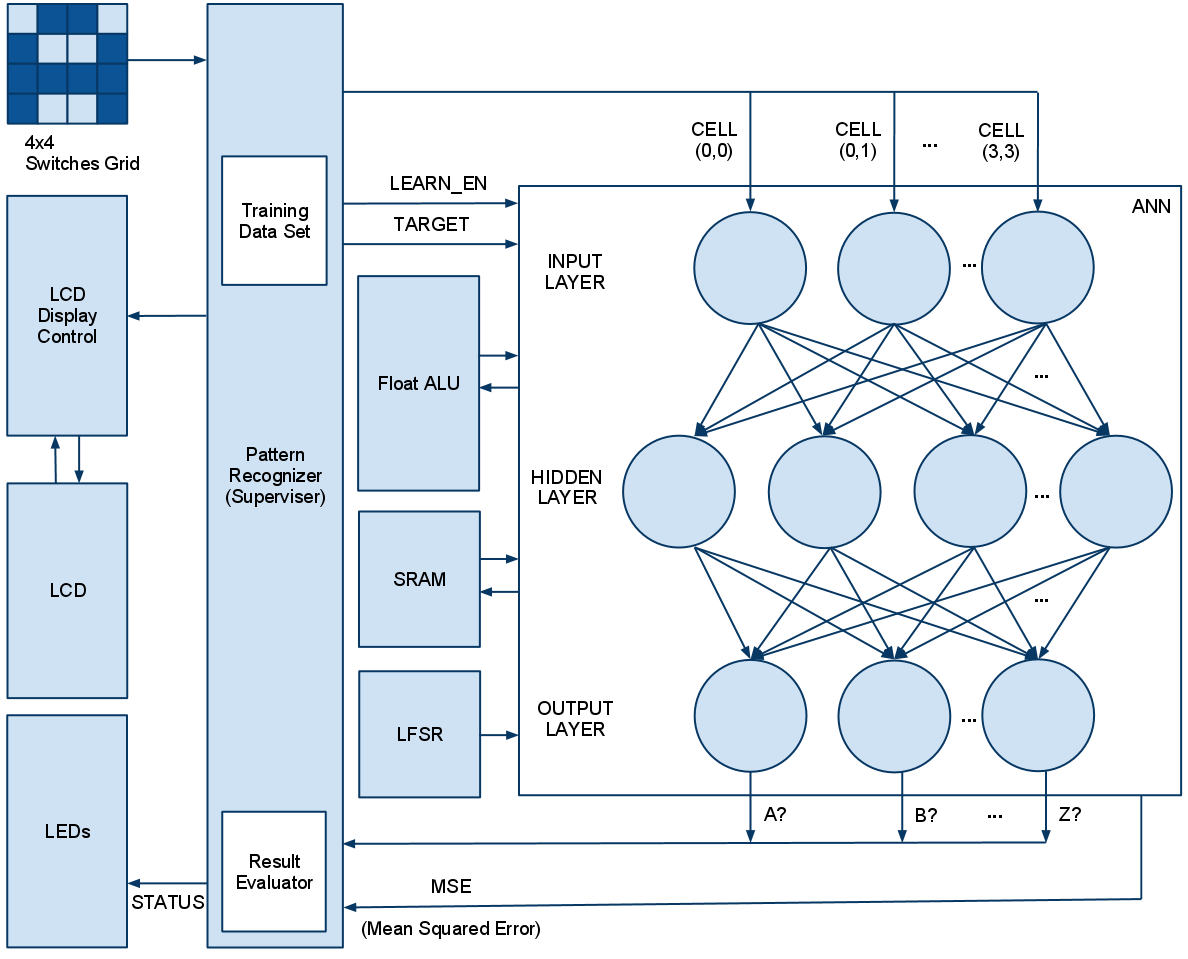 4x4
Switches Grid
CELL
(0,0)
CELL
(0,1)
...
CELL
(3,3)
LEARN_EN
TARGET
ANN
Training
Data Set
INPUT
LAYER
...
LCD
Display
Control
Float ALU
...
Pattern
Recognizer
(Superviser)
HIDDEN
LAYER
...
LCD
SRAM
...
LFSR
OUTPUT
LAYER
...
LEDs
A?
B?
...
Z?
Result
Evaluator
STATUS
MSE
(Mean Squared Error)